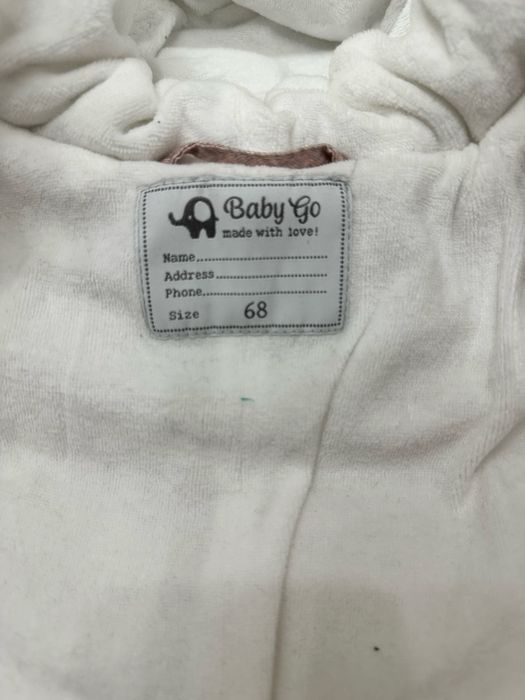 Baby Go
made with love!
Name
Address
Phone
Size 68